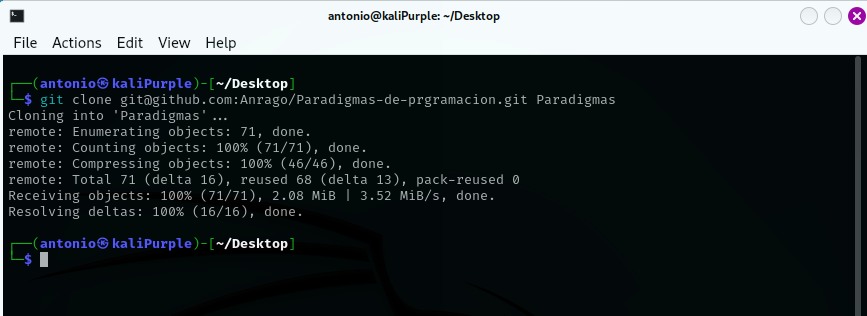 antonio@kaliPurple: ~/Desktop
File Actions Edit View Help
┌──(antonio㉿kaliPurple)-[~/Desktop]
└─$ git clone git@github.com:Anrago/Paradigmas-de-prgramacion.git Paradigmas
Cloning into 'Paradigmas'...
remote: Enumerating objects: 71, done.
remote: Counting objects: 100% (71/71), done.
remote: Compressing objects: 100% (46/46), done.
remote: Total 71 (delta 16), reused 68 (delta 13), pack-reused 0
Receiving objects: 100% (71/71), 2.08 MiB | 3.52 MiB/s, done.
Resolving deltas: 100% (16/16), done.
┌──(antonio㉿kaliPurple)-[~/Desktop]
└─$